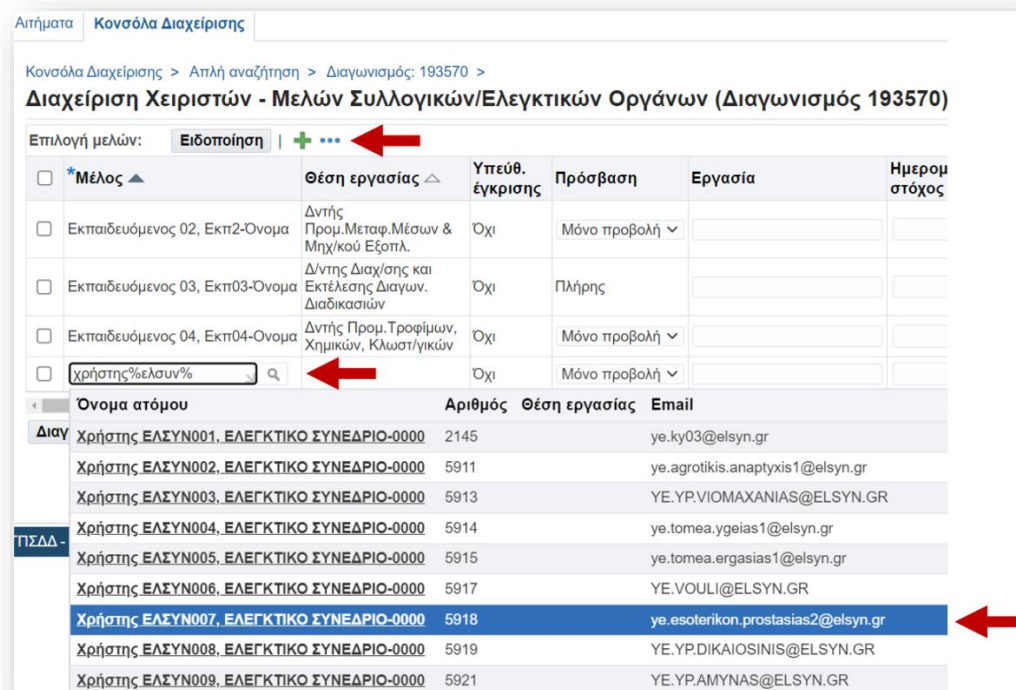 Αιτήματα Κονσόλα Διαχείρισης
Κονσόλα Διαχείρισης > Απλή αναζήτηση > Διαγωνισμός: 193570 >
Διαχείριση Χειριστών - Μελών Συλλογικών/Ελεγκτικών Οργάνων (Διαγωνισμός 193570)
Επιλογή μελών: Ειδοποίηση | + •••
*Μέλος Θέση εργασίας Υπεύθ. έγκρισης Πρόσβαση Εργασία Ημερομ στόχος
Εκπαιδευόμενος 02, Εκπ2-Όνομα Δντής Προμ.Μεταφ.Μέσων & Μηχ/κού Εξοπλ. Όχι Μόνο προβολή
Εκπαιδευόμενος 03, Εκπ03-Όνομα Δ/ντης Διαχ/σης και Εκτέλεσης Διαγων. Διαδικασιών Όχι Πλήρης
Εκπαιδευόμενος 04, Εκπ04-Ονομα Δντής Προμ.Τροφίμων, Χημικών, Κλωστ/γικών Όχι Μόνο προβολή
χρήστης%ελσυν% Όχι Μόνο προβολή
Όνομα ατόμου Αριθμός Θέση εργασίας Email
Διαγ
Χρήστης ΕΛΣΥΝ001, ΕΛΕΓΚΤΙΚΟ ΣΥΝΕΔΡΙΟ-0000 2145 ye.ky03@elsyn.gr
Χρήστης ΕΛΣΥΝ002, ΕΛΕΓΚΤΙΚΟ ΣΥΝΕΔΡΙΟ-0000 5911 ye.agrotikis.anaptyxis1@elsyn.gr
Χρήστης ΕΛΣΥΝ003, ΕΛΕΓΚΤΙΚΟ ΣΥΝΕΔΡΙΟ-0000 5913 YE.YP.VIOMAXANIAS@ELSYN.GR
Χρήστης ΕΛΣΥΝ004, ΕΛΕΓΚΤΙΚΟ ΣΥΝΕΔΡΙΟ-0000 5914 ye.tomea.ygeias1@elsyn.gr
ΠΣΔΔ -
Χρήστης ΕΛΣΥΝ005, ΕΛΕΓΚΤΙΚΟ ΣΥΝΕΔΡΙΟ-0000 5915 ye.tomea.ergasias1@elsyn.gr
Χρήστης ΕΛΣΥΝ006, ΕΛΕΓΚΤΙΚΟ ΣΥΝΕΔΡΙΟ-0000 5917 YE.VOULI@ELSYN.GR
Χρήστης ΕΛΣΥΝ007, ΕΛΕΓΚΤΙΚΟ ΣΥΝΕΔΡΙΟ-0000 5918 ye.esoterikon.prostasias2@elsyn.gr
Χρήστης ΕΛΣΥΝ008, ΕΛΕΓΚΤΙΚΟ ΣΥΝΕΔΡΙΟ-0000 5919 YE.YP.DIKAIOSINIS@ELSYN.GR
Χρήστης ΕΛΣΥΝ009, ΕΛΕΓΚΤΙΚΟ ΣΥΝΕΔΡΙΟ-0000 5921 YE.YP.AMYNAS@ELSYN.GR